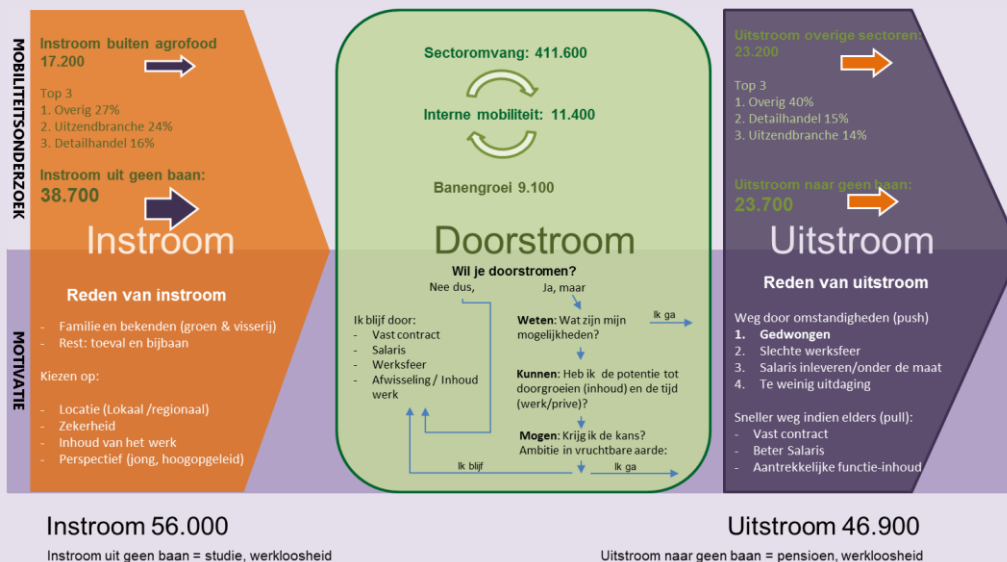 MOBILITEITSONDERZOEK
Instroom buiten agrofood
17.200
Top 3
1. Overig 27%
2. Uitzendbranche 24%
3. Detailhandel 16%
Instroom uit geen baan:
38.700
Instroom
Sectoromvang: 411.600
Interne mobiliteit: 11.400
Banengroei 9.100
Doorstroom
Uitstroom overige sectoren:
23.200
Top 3
1. Overig 40%
2. Detailhandel 15%
3. Uitzendbranche 14%
Uitstroom naar geen baan:
23.700
Uitstroom
MOTIVATIE
Reden van instroom
- Familie en bekenden (groen & visserij)
- Rest: toeval en bijbaan
Kiezen op:
- Locatie (Lokaal /regionaal)
- Zekerheid
- Inhoud van het werk
- Perspectief (jong, hoogopgeleid)
Wil je doorstromen?
Nee dus,
Ja, maar
Ik blijf door:
- Vast contract
- Salaris
- Werksfeer
- Afwisseling / Inhoud
werk
Weten: Wat zijn mijn
mogelijkheden?
Ik ga
Kunnen: Heb ik de potentie tot
doorgroeien (inhoud) en de tijd
(werk/prive)?
Mogen: Krijg ik de kans?
Ambitie in vruchtbare aarde:
Ik blijf
Ik ga
Reden van uitstroom
Weg door omstandigheden (push)
1. Gedwongen
2. Slechte werksfeer
3. Salaris inleveren/onder de maat
4. Te weinig uitdaging
Sneller weg indien elders (pull):
- Vast contract
- Beter Salaris
- Aantrekkelijke functie-inhoud
Instroom 56.000
Instroom uit geen baan = studie, werkloosheid
Uitstroom 46.900
Uitstroom naar geen baan = pensioen, werkloosheid